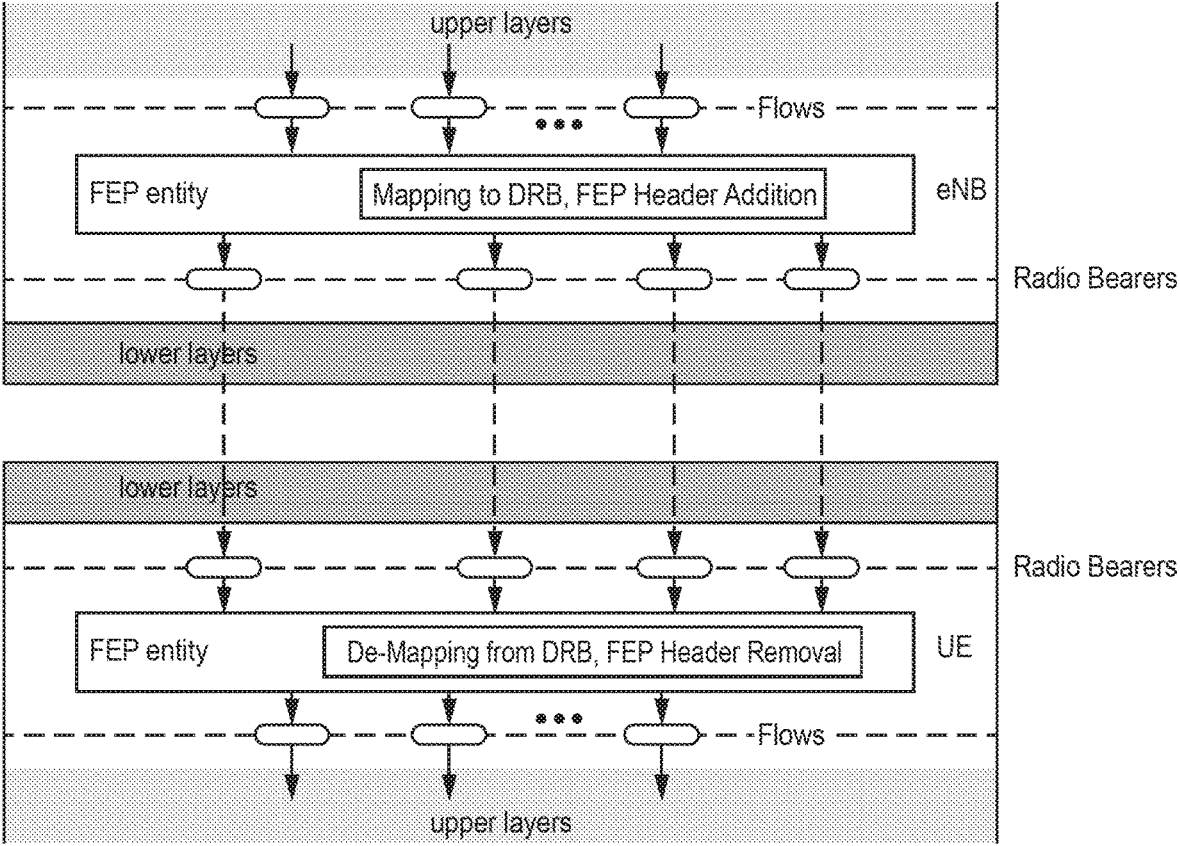 upper layers
Flows
FEP entity
Mapping to DRB, FEP Header Addition
eNB
Radio Bearers
lower layers
lower layers
Radio Bearers
FEP entity
De-Mapping from DRB, FEP Header Removal
UE
Flows
upper layers